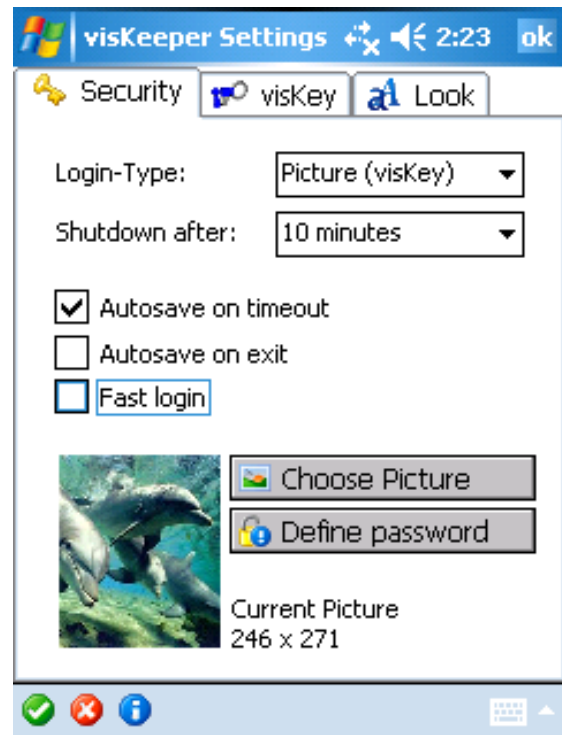 visKeeper Settings 2:23 ok
Security visKey Look
Login-Type: Picture (visKey)
Shutdown after: 10 minutes
Autosave on timeout
Autosave on exit
Fast login
Choose Picture
Define password
Current Picture
246 x 271